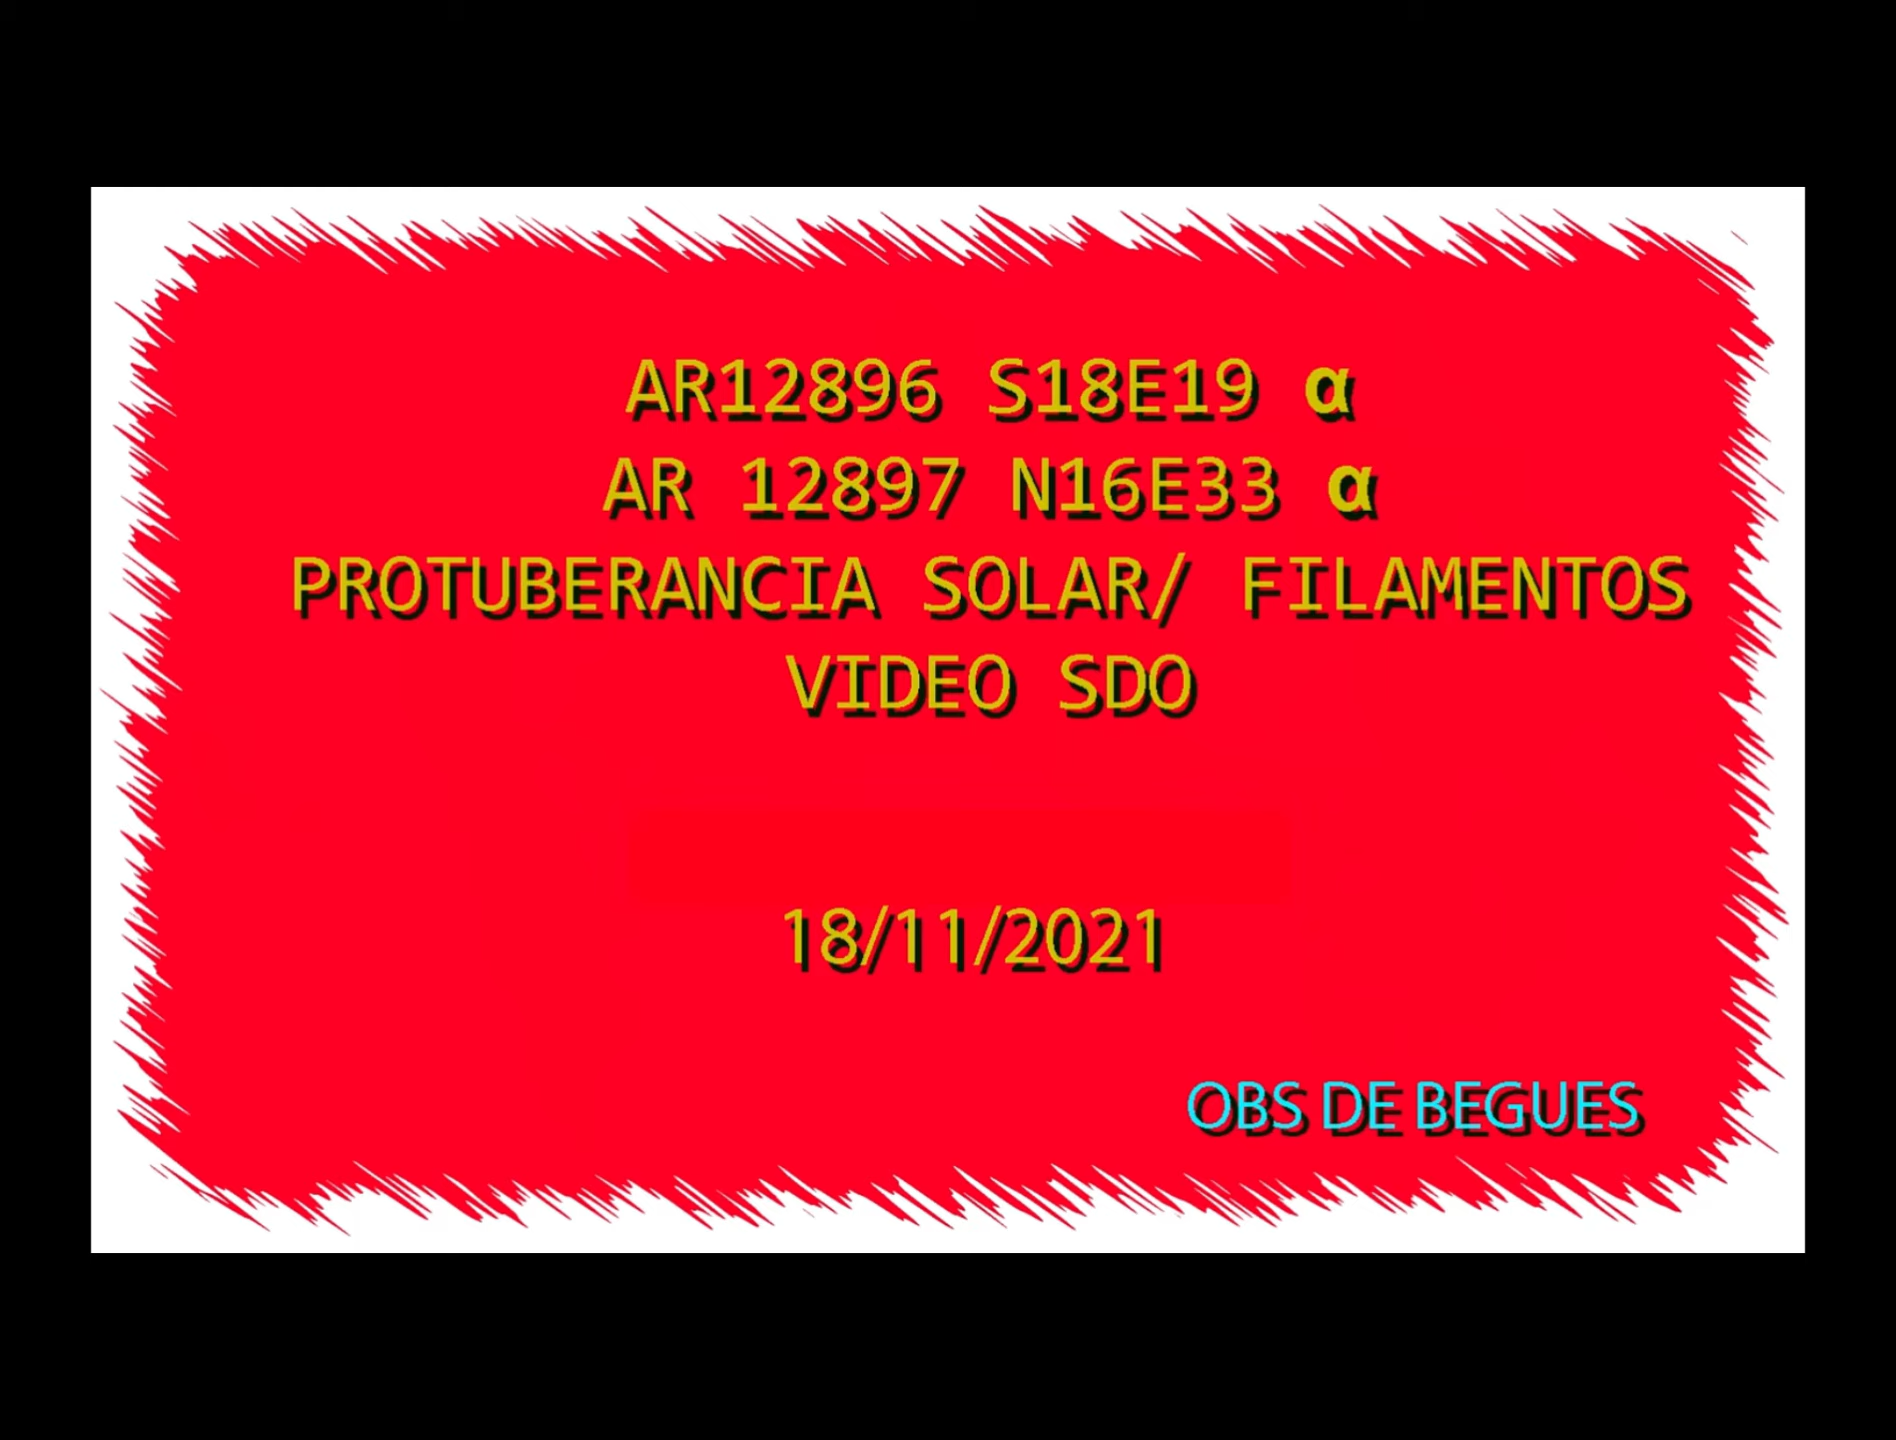 AR12896 S18E19 α
AR 12897 N16E33 α
PROTUBERANCIA SOLAR/ FILAMENTOS
VIDEO SDO
18/11/2021
OBS DE BEGUES